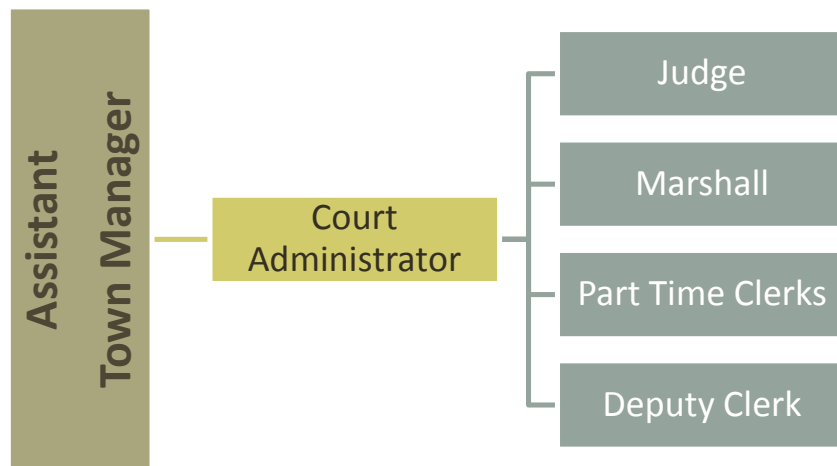 Assistant
Town Manager
Court
Administrator
Judge
Marshall
Part Time Clerks
Deputy Clerk